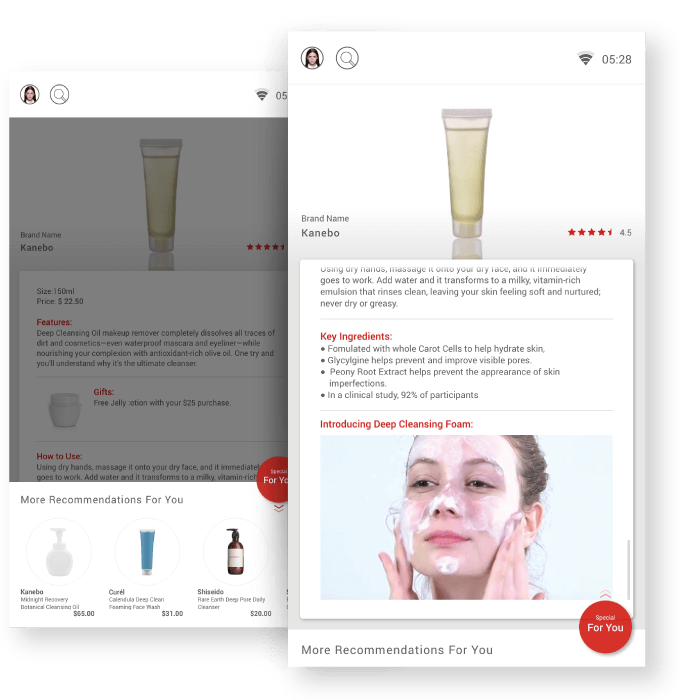 05
Brand Name
Kanebo
Size:150ml
Price: $ 22.50
Features:
Deep Cleansing Oil makeup remover completely dissolves all traces of
dirt and cosmetics—even waterproof mascara and eyeliner—while
nourishing your complexion with antioxidant-rich olive oil. One try and
you'll understand why it's the ultimate cleanser.
Gifts:
Free Jelly :otion with your $25 purchase.
How to Use:
Using dry hands, massage it onto your dry face, and it immediatel
goes to work. Add water and it transforms to a milky, vitamin-rich
Special
For Yo
More Recommendations For You
Kanebo
Midnight Recovery
Botanical Cleansing Oil
$65.00
Curél
Calendula Deep Clean
Foaming Face Wash
$31.00
Shiseido
Rare Earth Deep Pore Daily
Cleanser
$20.00
05:28
Brand Name
Kanebo
4.5
Using dry hands, massage it onto your dry face, and it immediately
goes to work. Add water and it transforms to a milky, vitamin-rich
emulsion that rinses clean, leaving your skin feeling soft and nurtured;
never dry or greasy.
Key Ingredients:
● Fomulated with whole Carot Cells to help hydrate skin,
● Glycylgine helps prevent and improve visible pores.
● Peony Root Extract helps prevent the apprearance of skin
imperfections.
● In a clinical study, 92% of participants
Introducing Deep Cleansing Foam:
Special
For You
More Recommendations For You